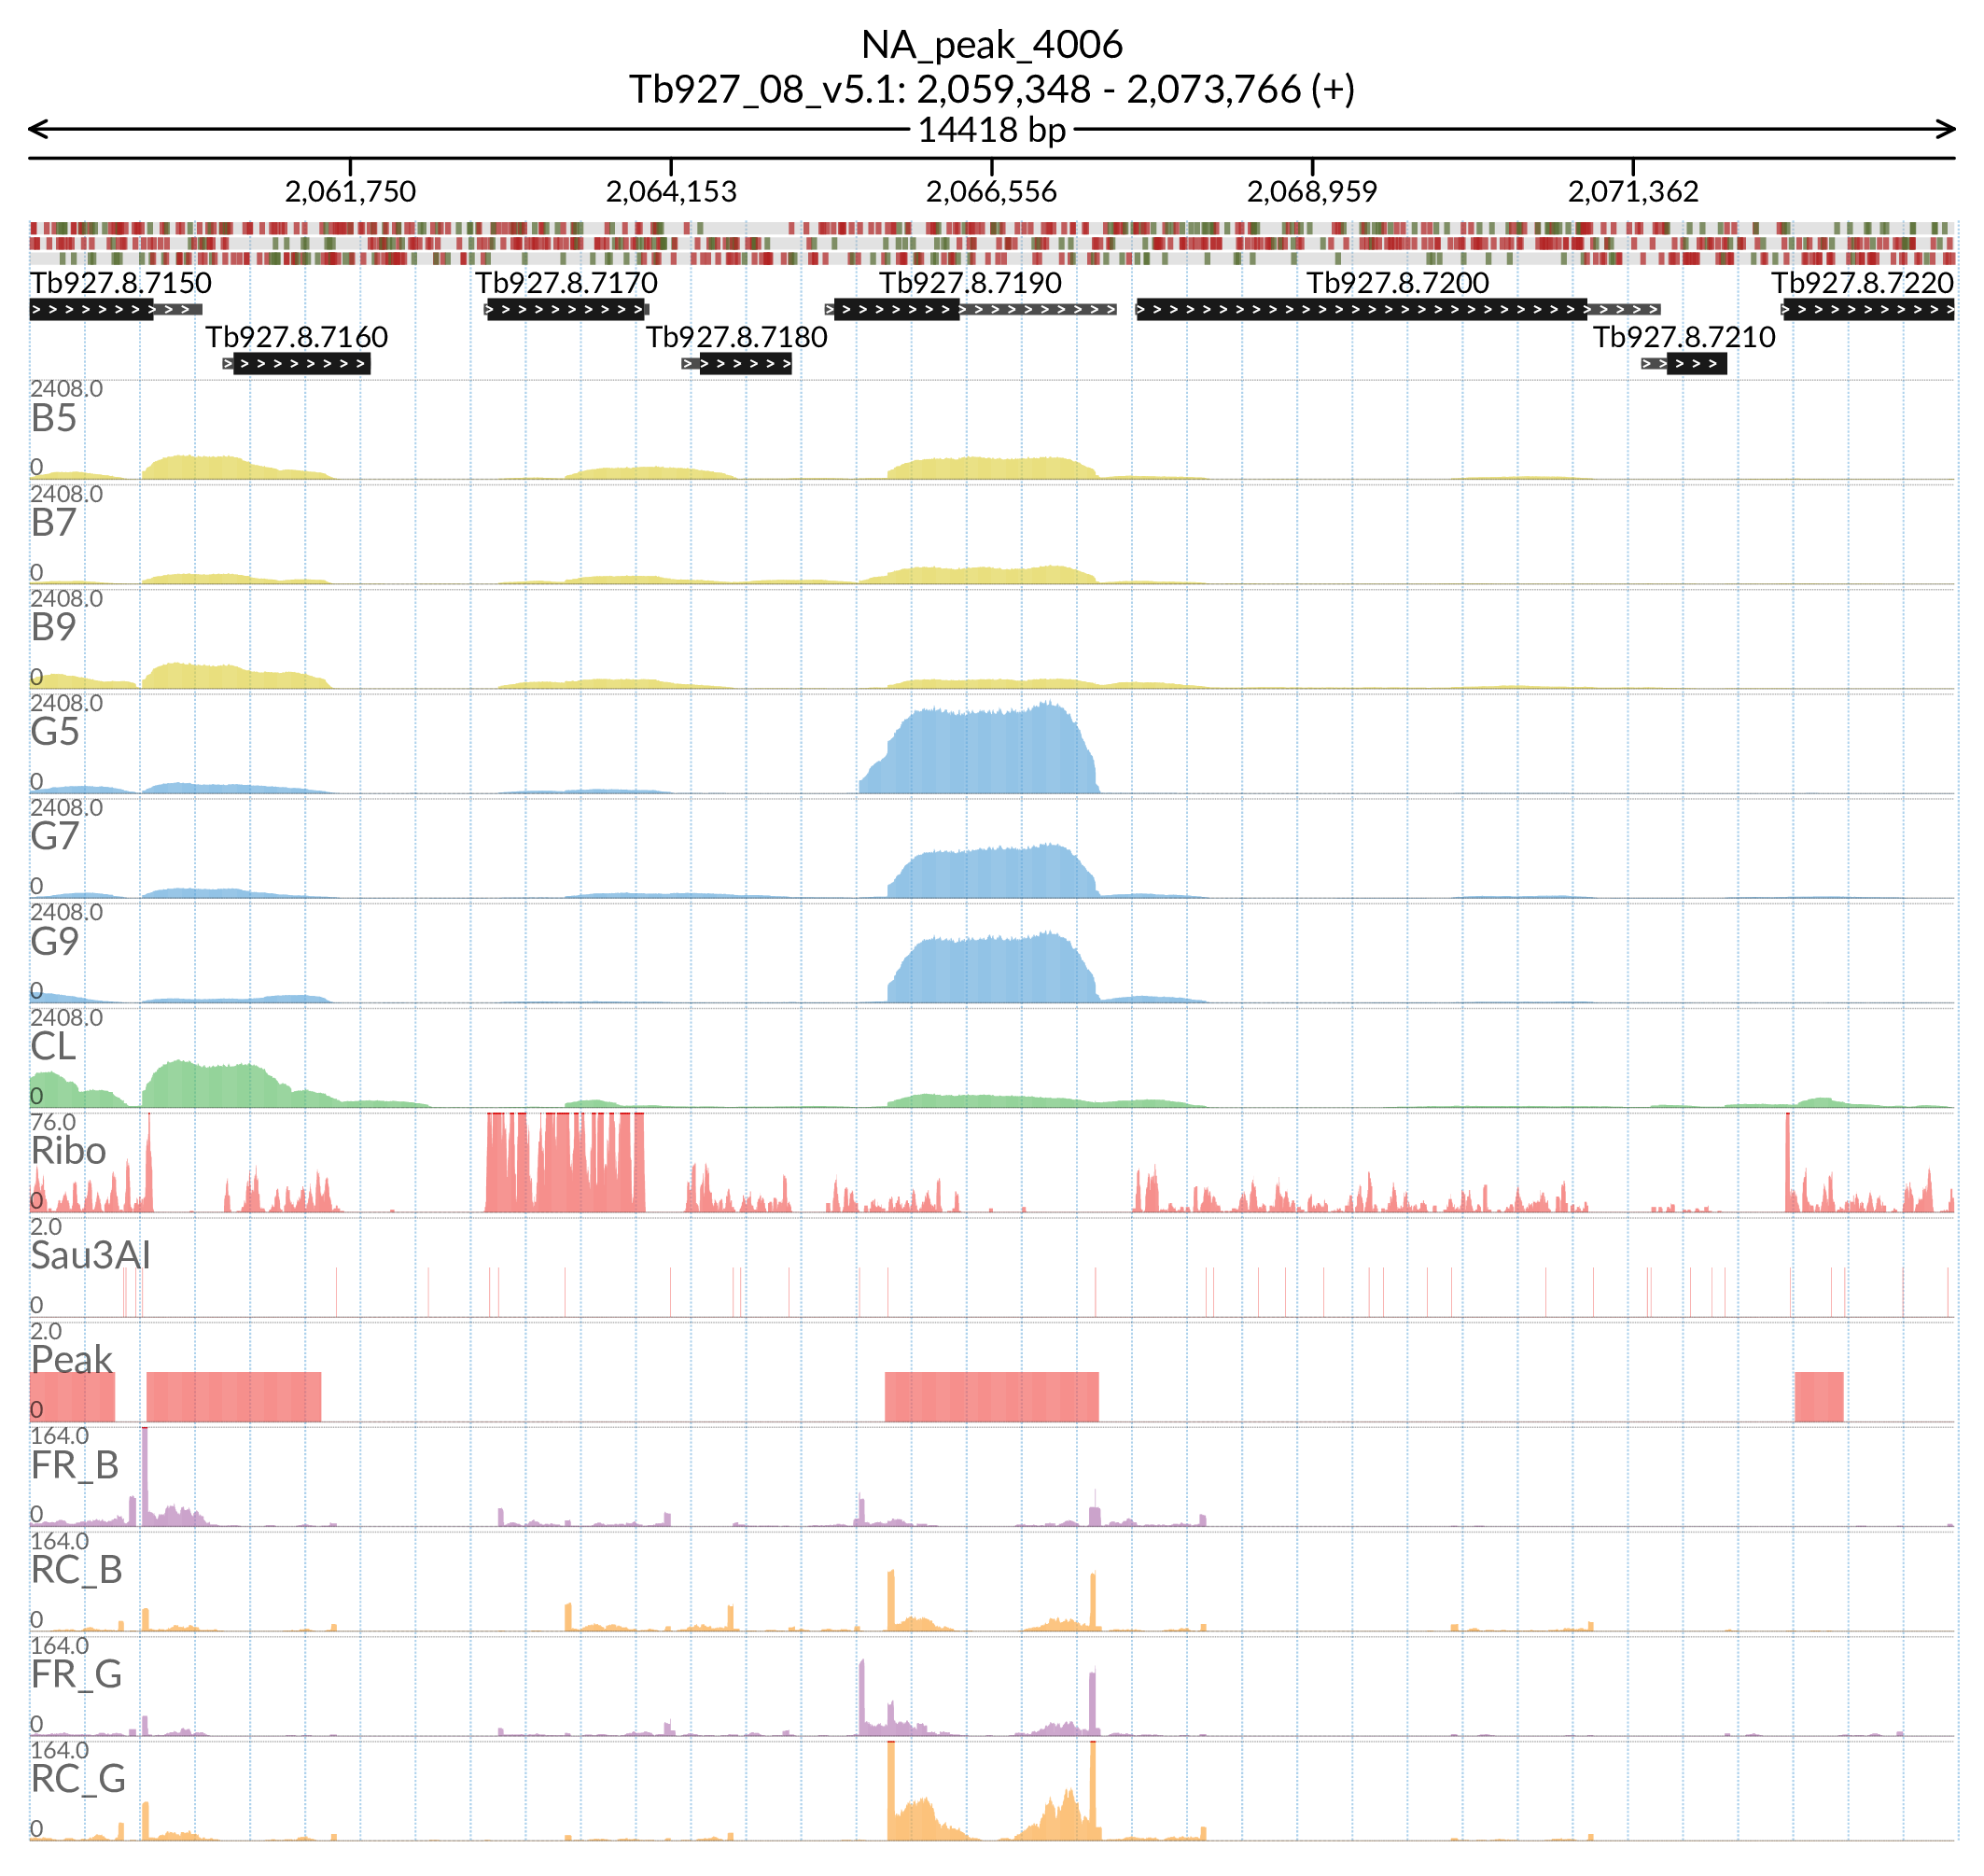 NA_peak_4006
Tb927_08_v5.1: 2,059,348 - 2,073,766 (+)
14418 bp
2,061,750 2,064,153 2,066,556 2,068,959 2,071,362
Tb927.8.7150 Tb927.8.7170 Tb927.8.7190 Tb927.8.7200 Tb927.8.7220
Tb927.8.7160 Tb927.8.7180 Tb927.8.7210
2408.0
B5
0
2408.0
B7
0
2408.0
B9
0
2408.0
G5
0
2408.0
G7
0
2408.0
G9
0
2408.0
CL
0
76.0
Ribo
0
2.0
Sau3AI
0
2.0
Peak
0
164.0
FR_B
0
164.0
RC_B
0
164.0
FR_G
0
164.0
RC_G
0